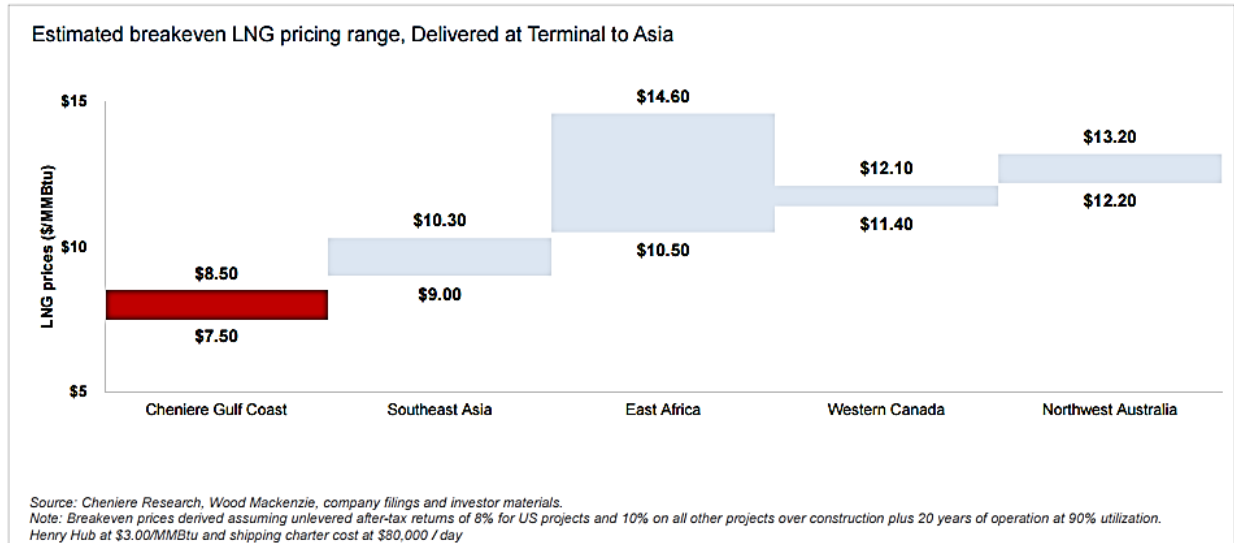 Estimated breakeven LNG pricing range, Delivered at Terminal to Asia
LNG prices ($/MMBtu)
$15
$10
$5
$8.50
$7.50
$10.30
$9.00
$14.60
$10.50
$12.10
$11.40
$13.20
$12.20
Cheniere Gulf Coast
Southeast Asia
East Africa
Western Canada
Northwest Australia
Source: Cheniere Research, Wood Mackenzie, company filings and investor materials.
Note: Breakeven prices derived assuming unlevered after-tax returns of 8% for US projects and 10% on all other projects over construction plus 20 years of operation at 90% utilization.
Henry Hub at $3.00/MMBtu and shipping charter cost at $80,000 / day